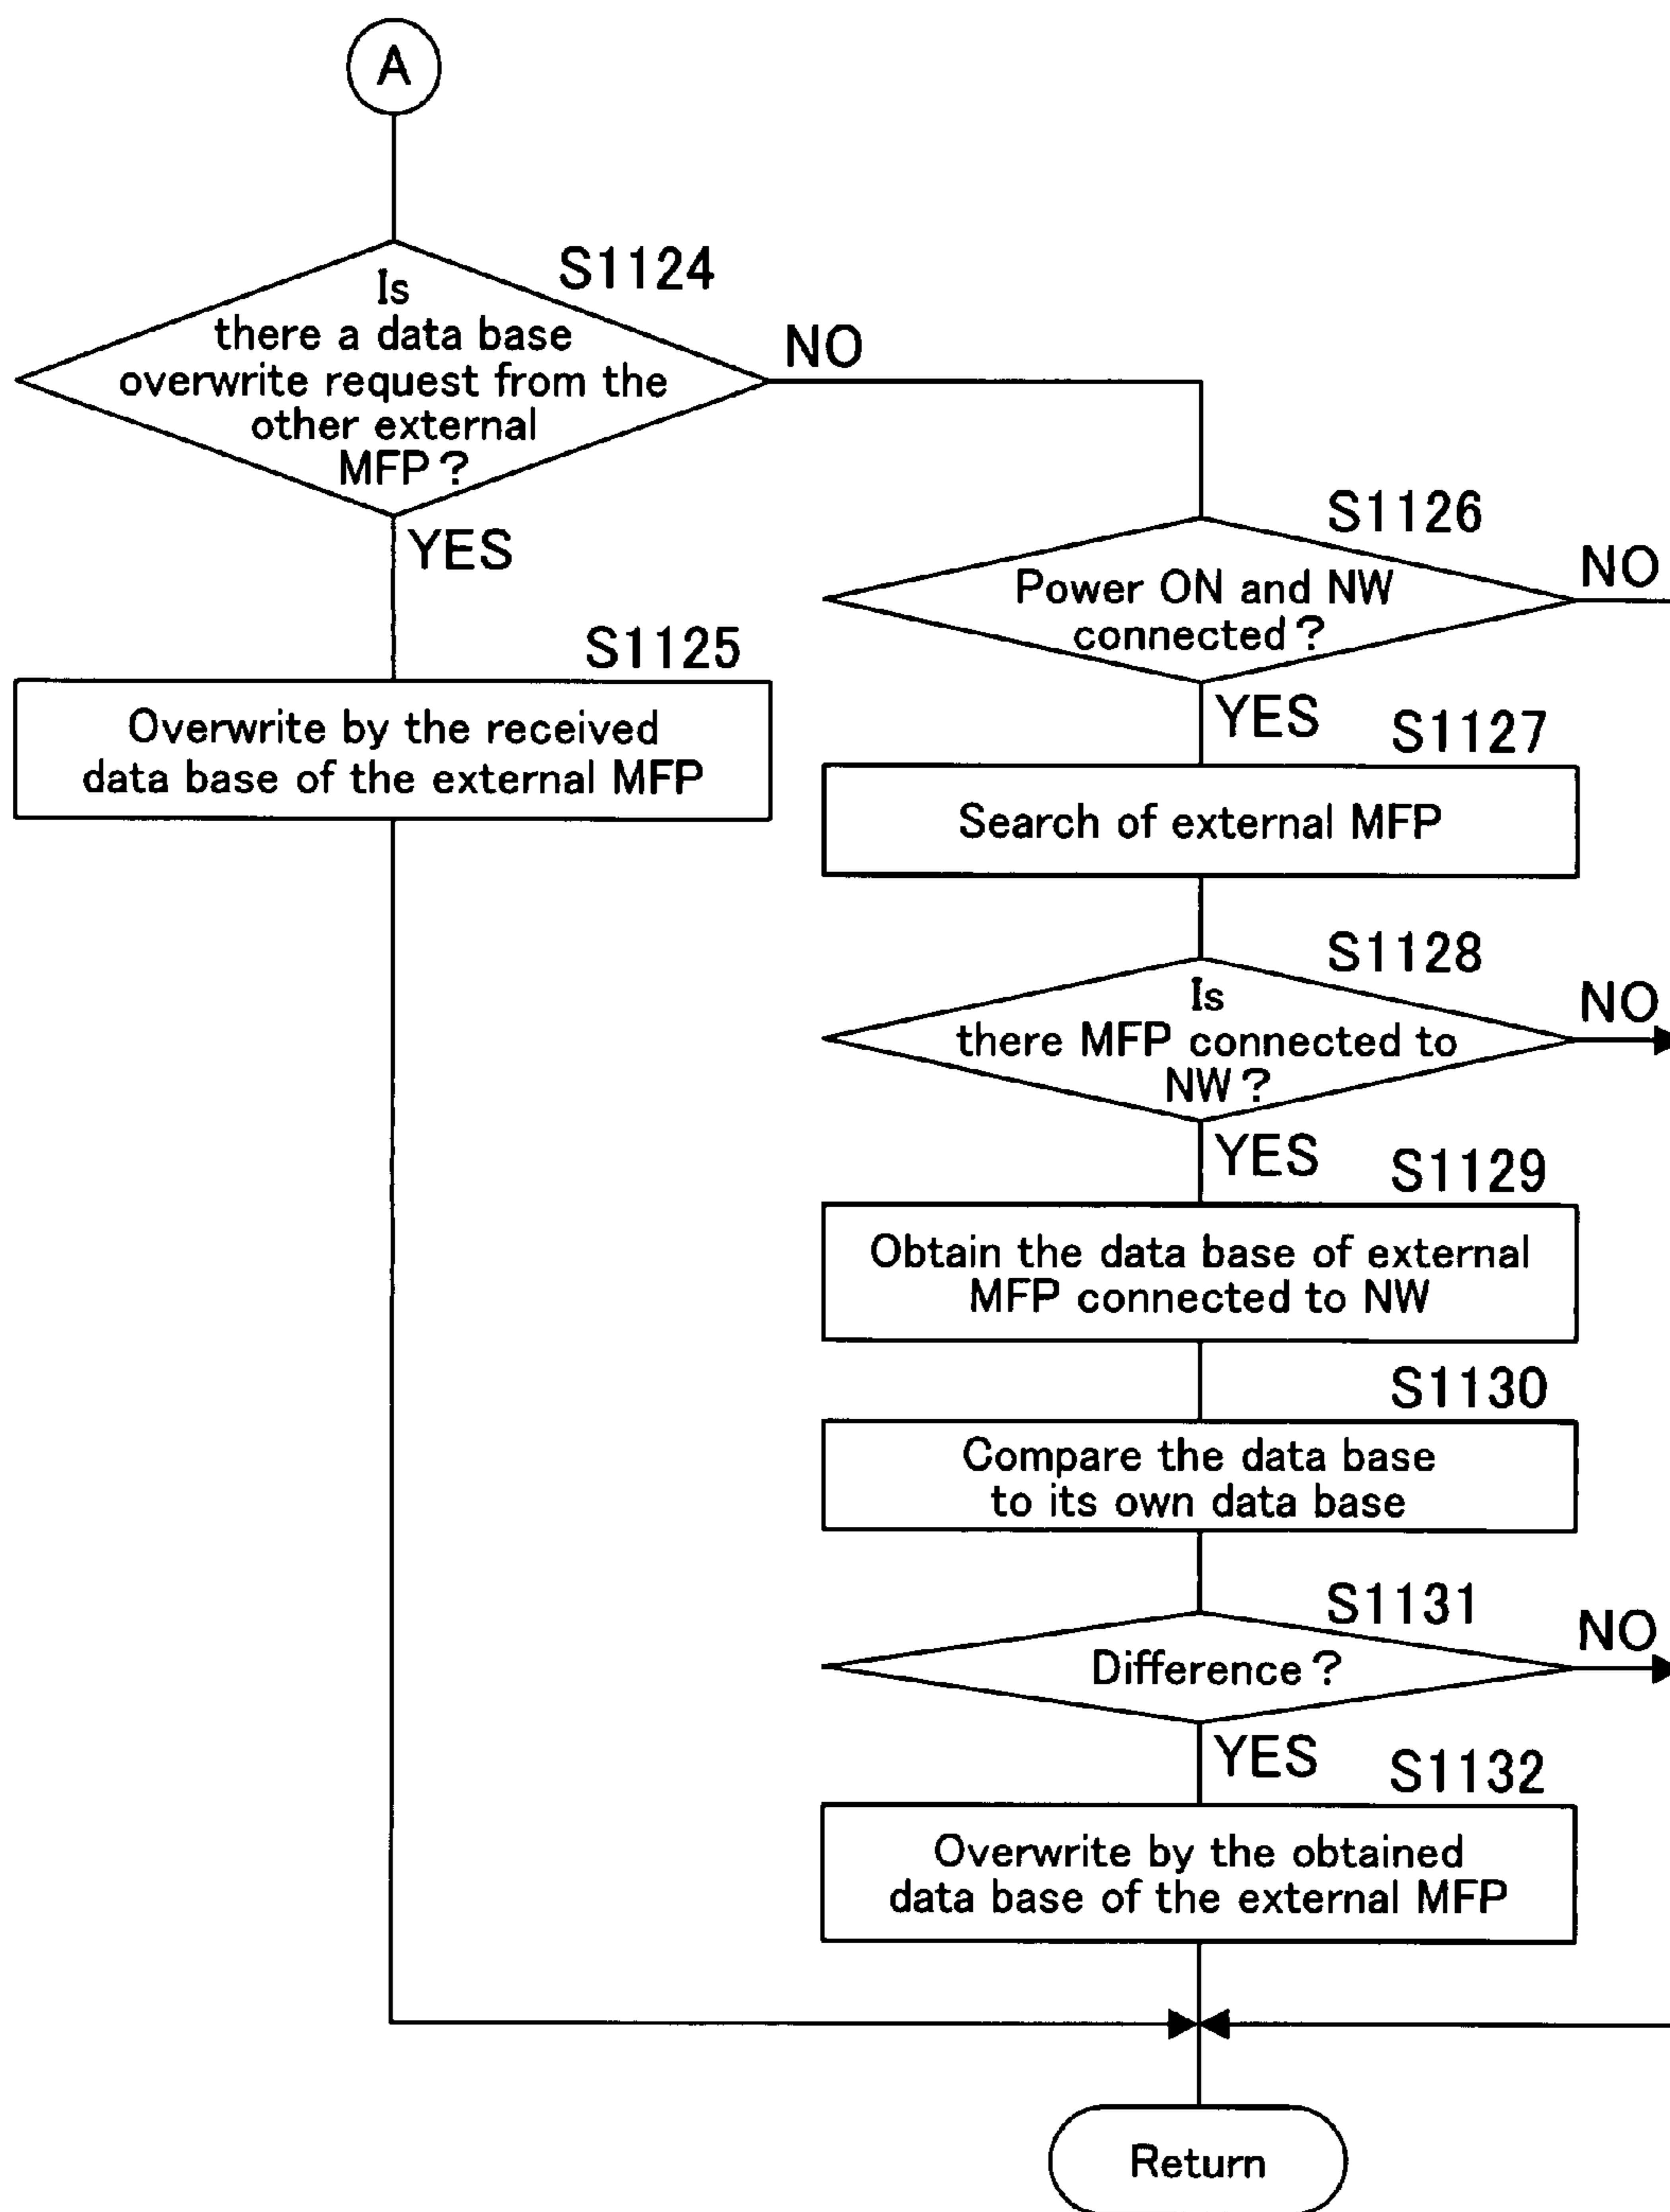 A
S1124
Is
there a data base
overwrite request from the
other external
MFP?
NO
YES
S1125
Overwrite by the received
data base of the external MFP
S1126
Power ON and NW
connected?
NO
YES
S1127
Search of external MFP
S1128
Is
there MFP connected to
NW?
NO
YES
S1129
Obtain the data base of external
MFP connected to NW
S1130
Compare the data base
to its own data base
S1131
Difference?
NO
YES
S1132
Overwrite by the obtained
data base of the external MFP
Return